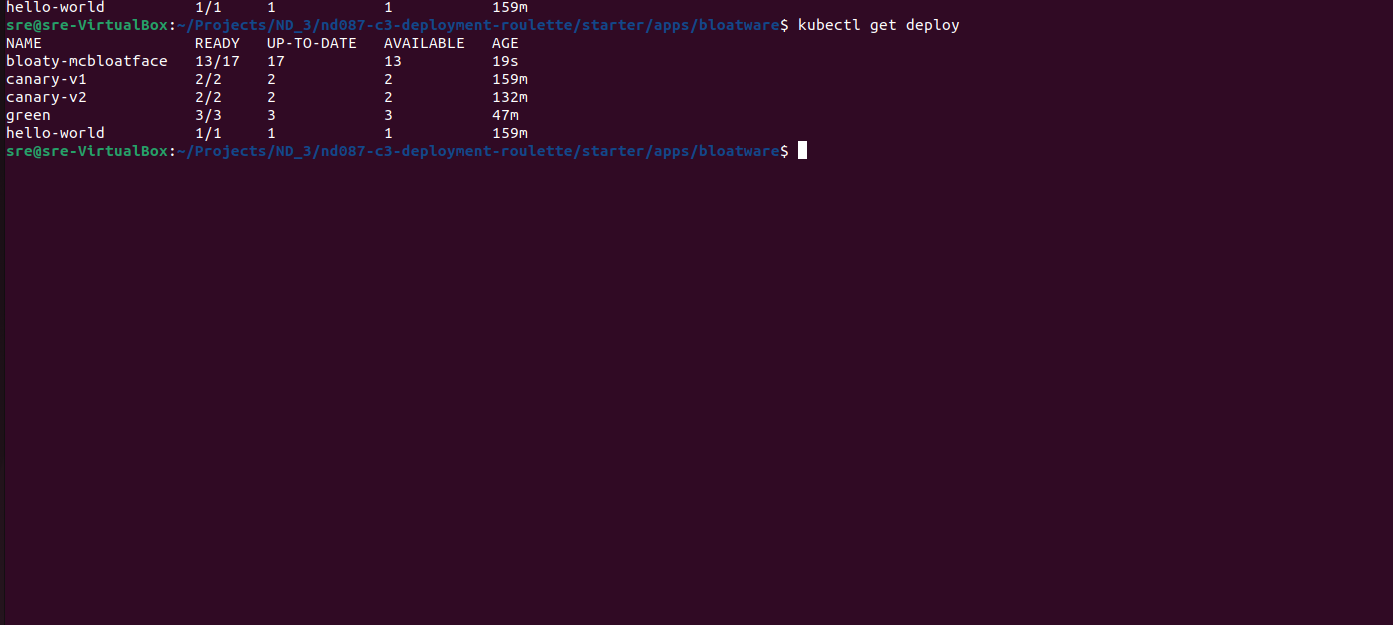 hello-world          1/1     1            1           159m
sre@sre-VirtualBox:~/Projects/ND_3/nd087-c3-deployment-roulette/starter/apps/bloatware$ kubectl get deploy
NAME                 READY   UP-TO-DATE   AVAILABLE   AGE
bloaty-mcbloatface   13/17   17           13          19s
canary-v1            2/2     2            2           159m
canary-v2            2/2     2            2           132m
green                3/3     3            3           47m
hello-world          1/1     1            1           159m
sre@sre-VirtualBox:~/Projects/ND_3/nd087-c3-deployment-roulette/starter/apps/bloatware$